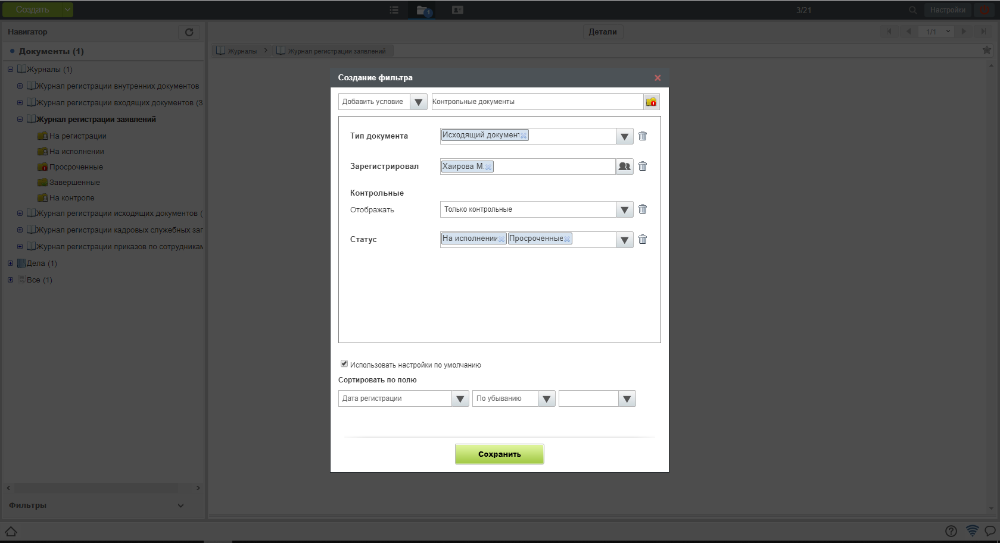 Создать
1
3/21
Настройки
Навигатор
Детали
1/1
Документы (1)
Журналы
Журнал регистрации заявлений
Журналы (1)
Журнал регистрации внутренних документов
Журнал регистрации входящих документов (3
Журнал регистрации заявлений
На регистрации
На исполнении
Просроченные
Завершенные
На контроле
Журнал регистрации исходящих документов (
Журнал регистрации кадровых служебных заг
Журнал регистрации приказов по сотрудникам
Дела (1)
Все (1)
Фильтры
Создание фильтра
Добавить условие
Контрольные документы
Тип документа
Исходящий документ
Зарегистрировал
Хаирова М.
Контрольные
Отображать
Только контрольные
Статус
На исполнении
Просроченные
Использовать настройки по умолчанию
Сортировать по полю
Дата регистрации
По убыванию
Сохранить